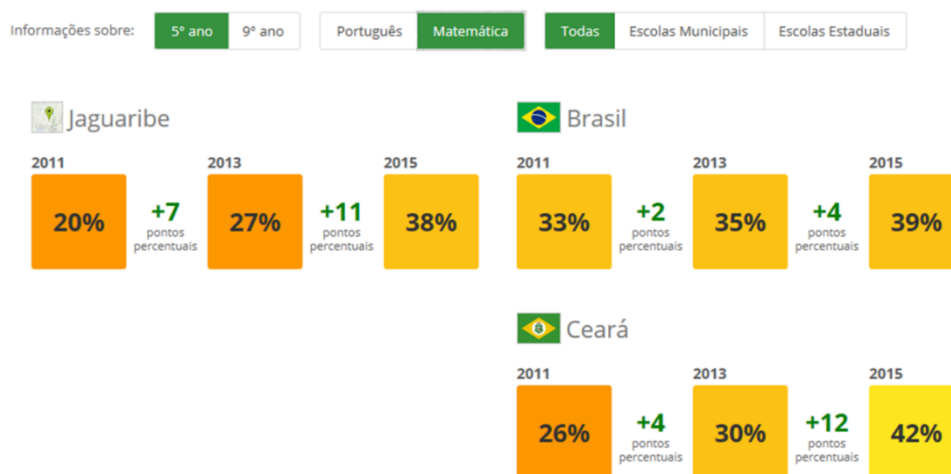 Informações sobre: 5º ano 9º ano Português Matemática Todas Escolas Municipais Escolas Estaduais
Jaguaribe
2011 2013 2015
20% +7 pontos percentuais 27% +11 pontos percentuais 38%
Brasil
2011 2013 2015
33% +2 pontos percentuais 35% +4 pontos percentuais 39%
Ceará
2011 2013 2015
26% +4 pontos percentuais 30% +12 pontos percentuais 42%